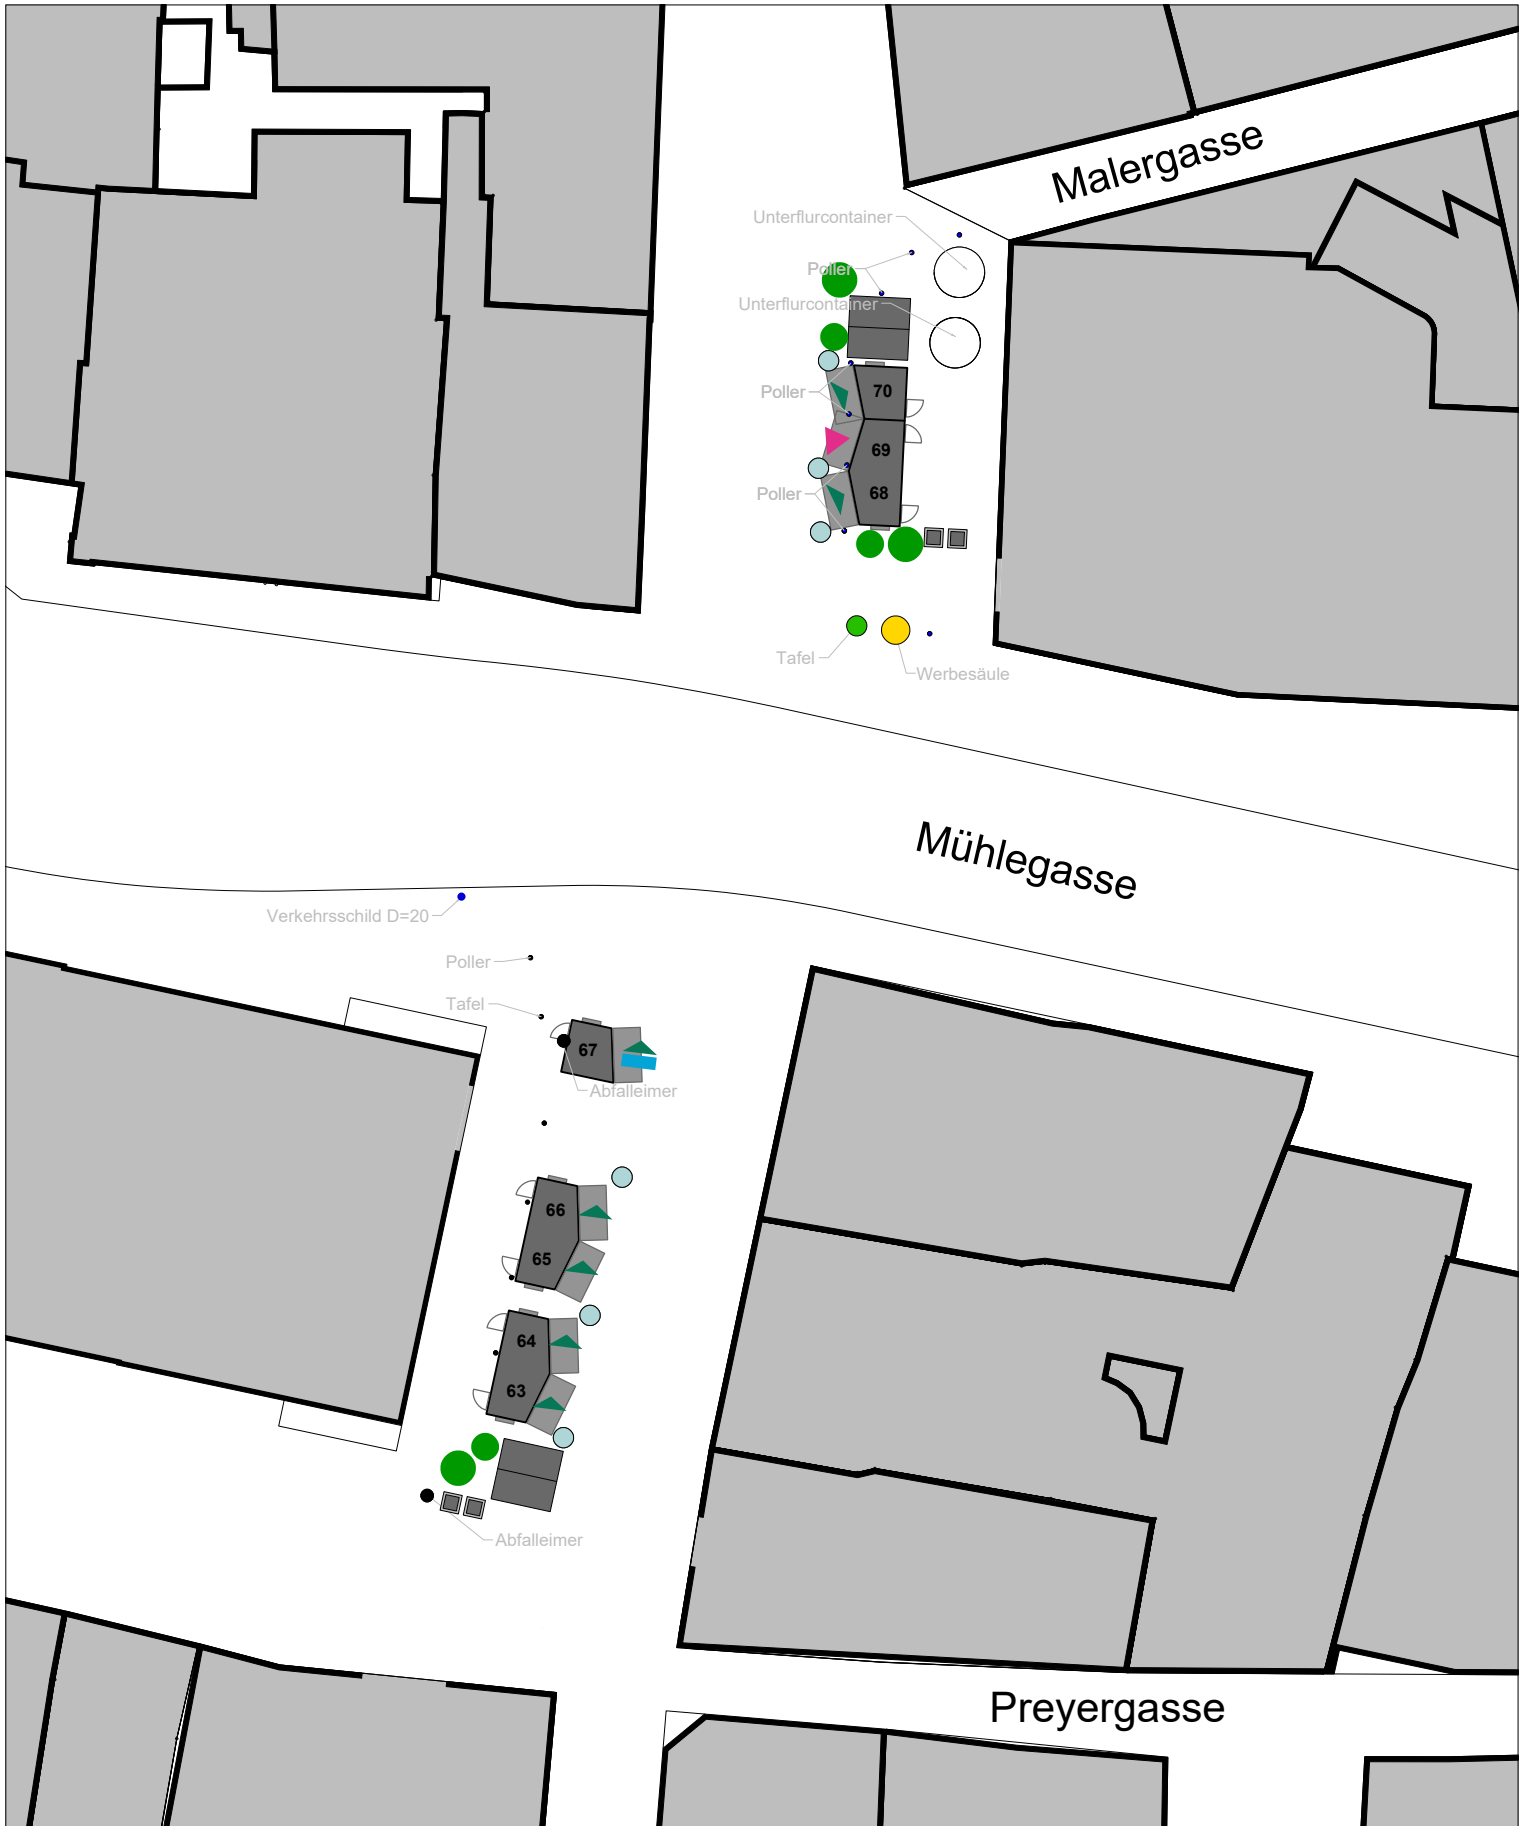 Malergasse
Unterflurcontainer
Poller
Unterflurcontainer
Poller
70
69
Poller
68
Tafel
Werbesäule
Mühlegasse
Verkehrsschild D=20
Poller
Tafel
67
Abfalleimer
66
65
64
63
Abfalleimer
Preyergasse